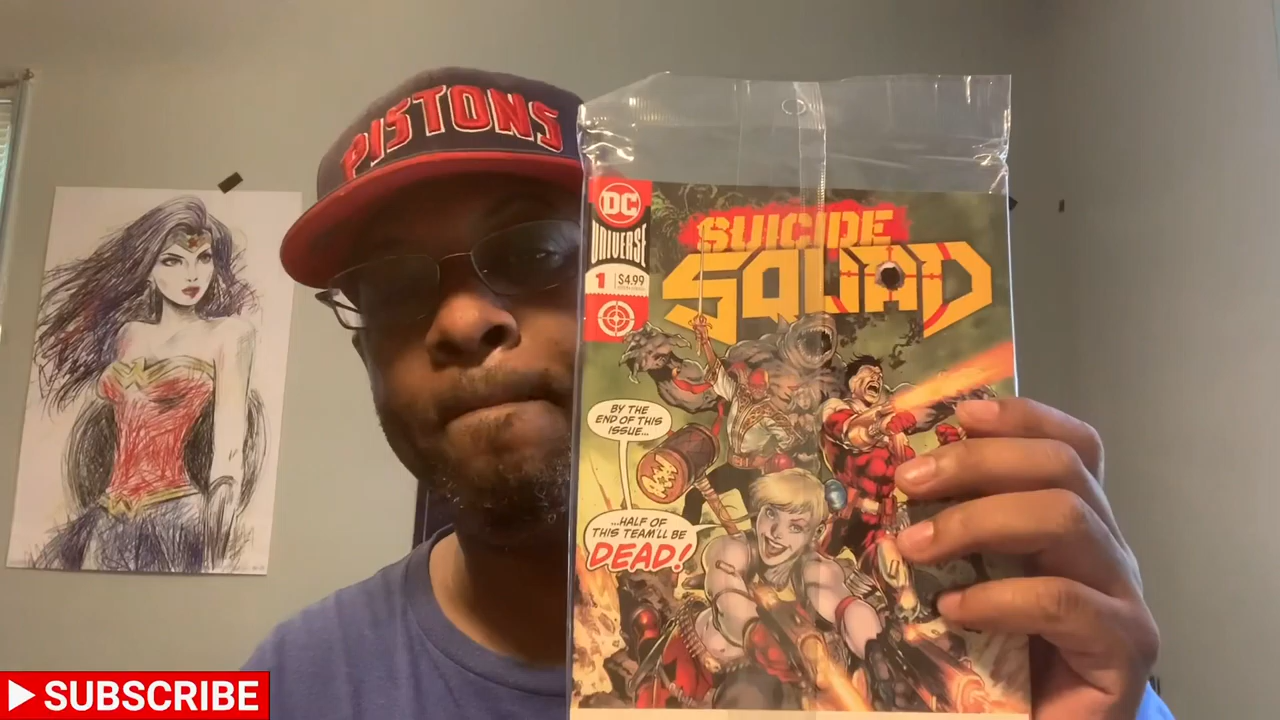 PISTONS
DC
UNIVERSE
1 $4.99
SUICIDE
SQUAD
BY THE
END OF THIS
ISSUE...
...HALF OF
THIS TEAM'LL BE
DEAD!
SUBSCRIBE